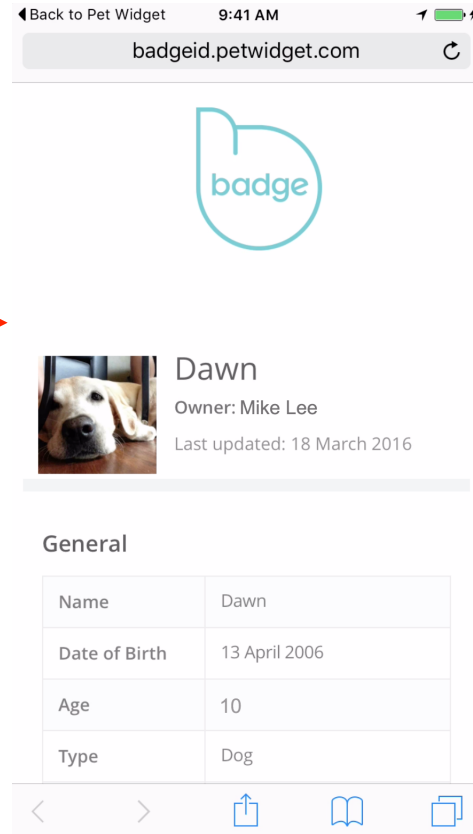 Back to Pet Widget 9:41 AM
badgeid.petwidget.com
badge
Dawn
Owner: Mike Lee
Last updated: 18 March 2016
General
Name Dawn
Date of Birth 13 April 2006
Age 10
Type Dog